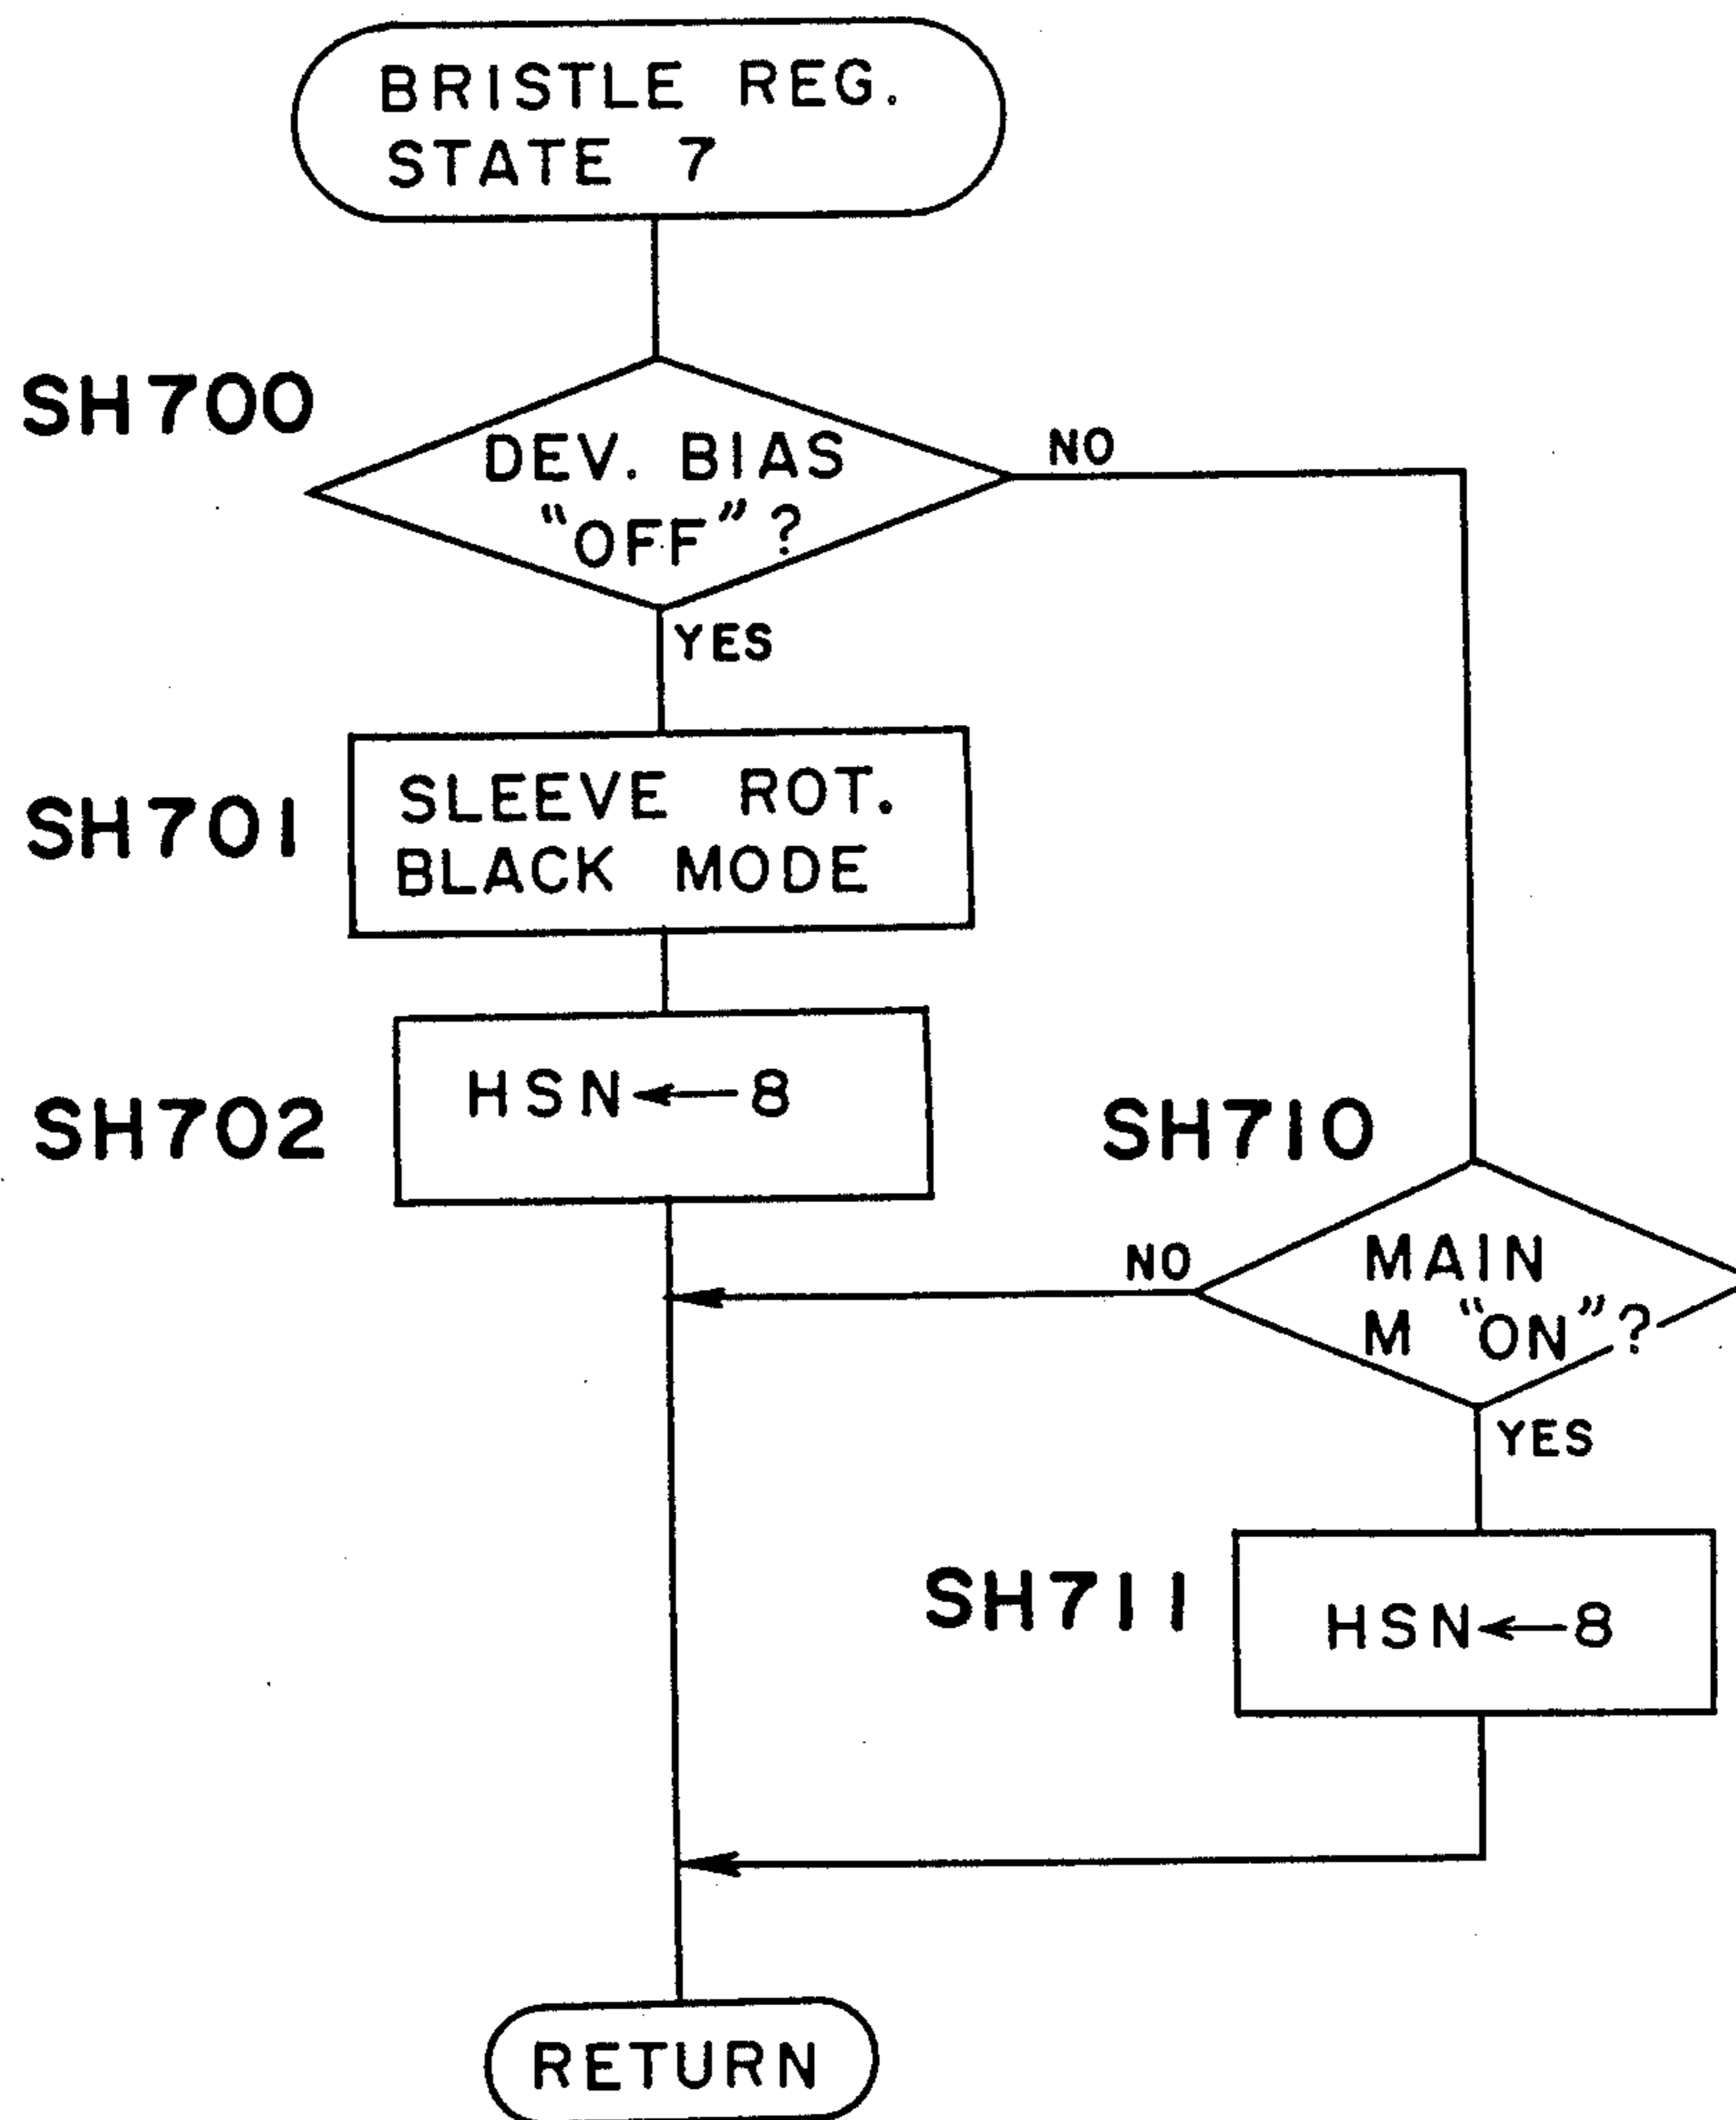 BRISTLE REG.
STATE 7
SH700
DEV. BIAS
"OFF"?
NO
YES
SH701
SLEEVE ROT.
BLACK MODE
SH702
HSN←8
SH710
MAIN
M "ON"?
NO
YES
SH711
HSN←8
RETURN